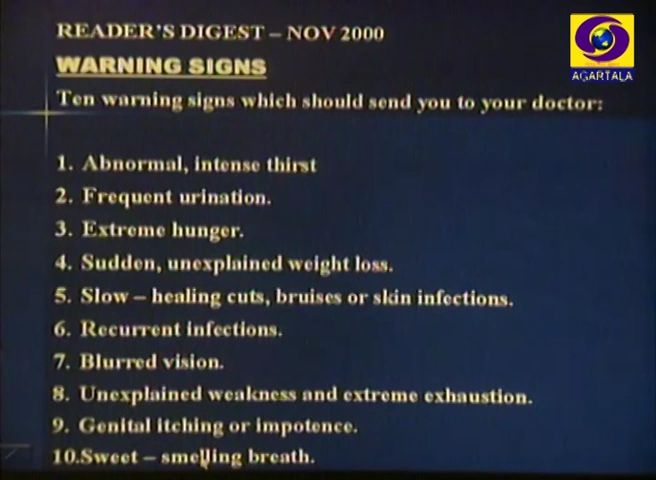 READER'S DIGEST – NOV 2000
WARNING SIGNS
Ten warning signs which should send you to your doctor:
1. Abnormal, intense thirst
2. Frequent urination.
3. Extreme hunger.
4. Sudden, unexplained weight loss.
5. Slow – healing cuts, bruises or skin infections.
6. Recurrent infections.
7. Blurred vision.
8. Unexplained weakness and extreme exhaustion.
9. Genital itching or impotence.
10.Sweet – smelling breath.
AGARTALA